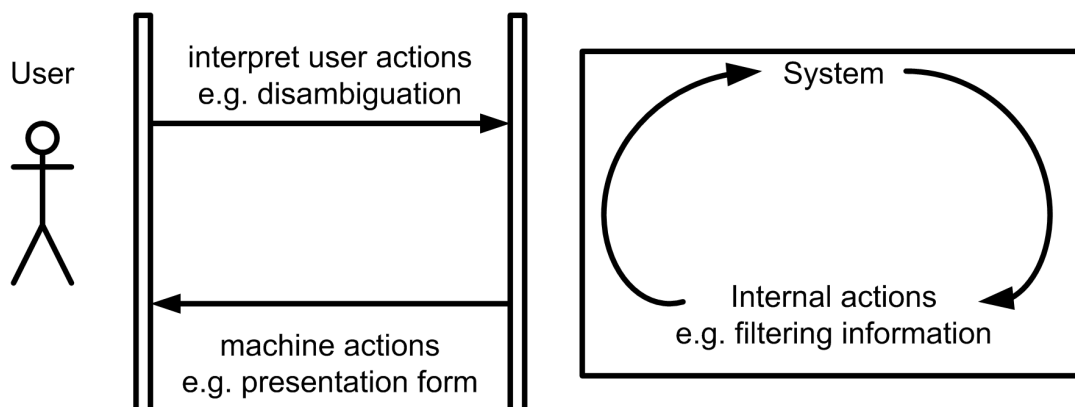 User
interpret user actions
e.g. disambiguation
machine actions
e.g. presentation form
System
Internal actions
e.g. filtering information